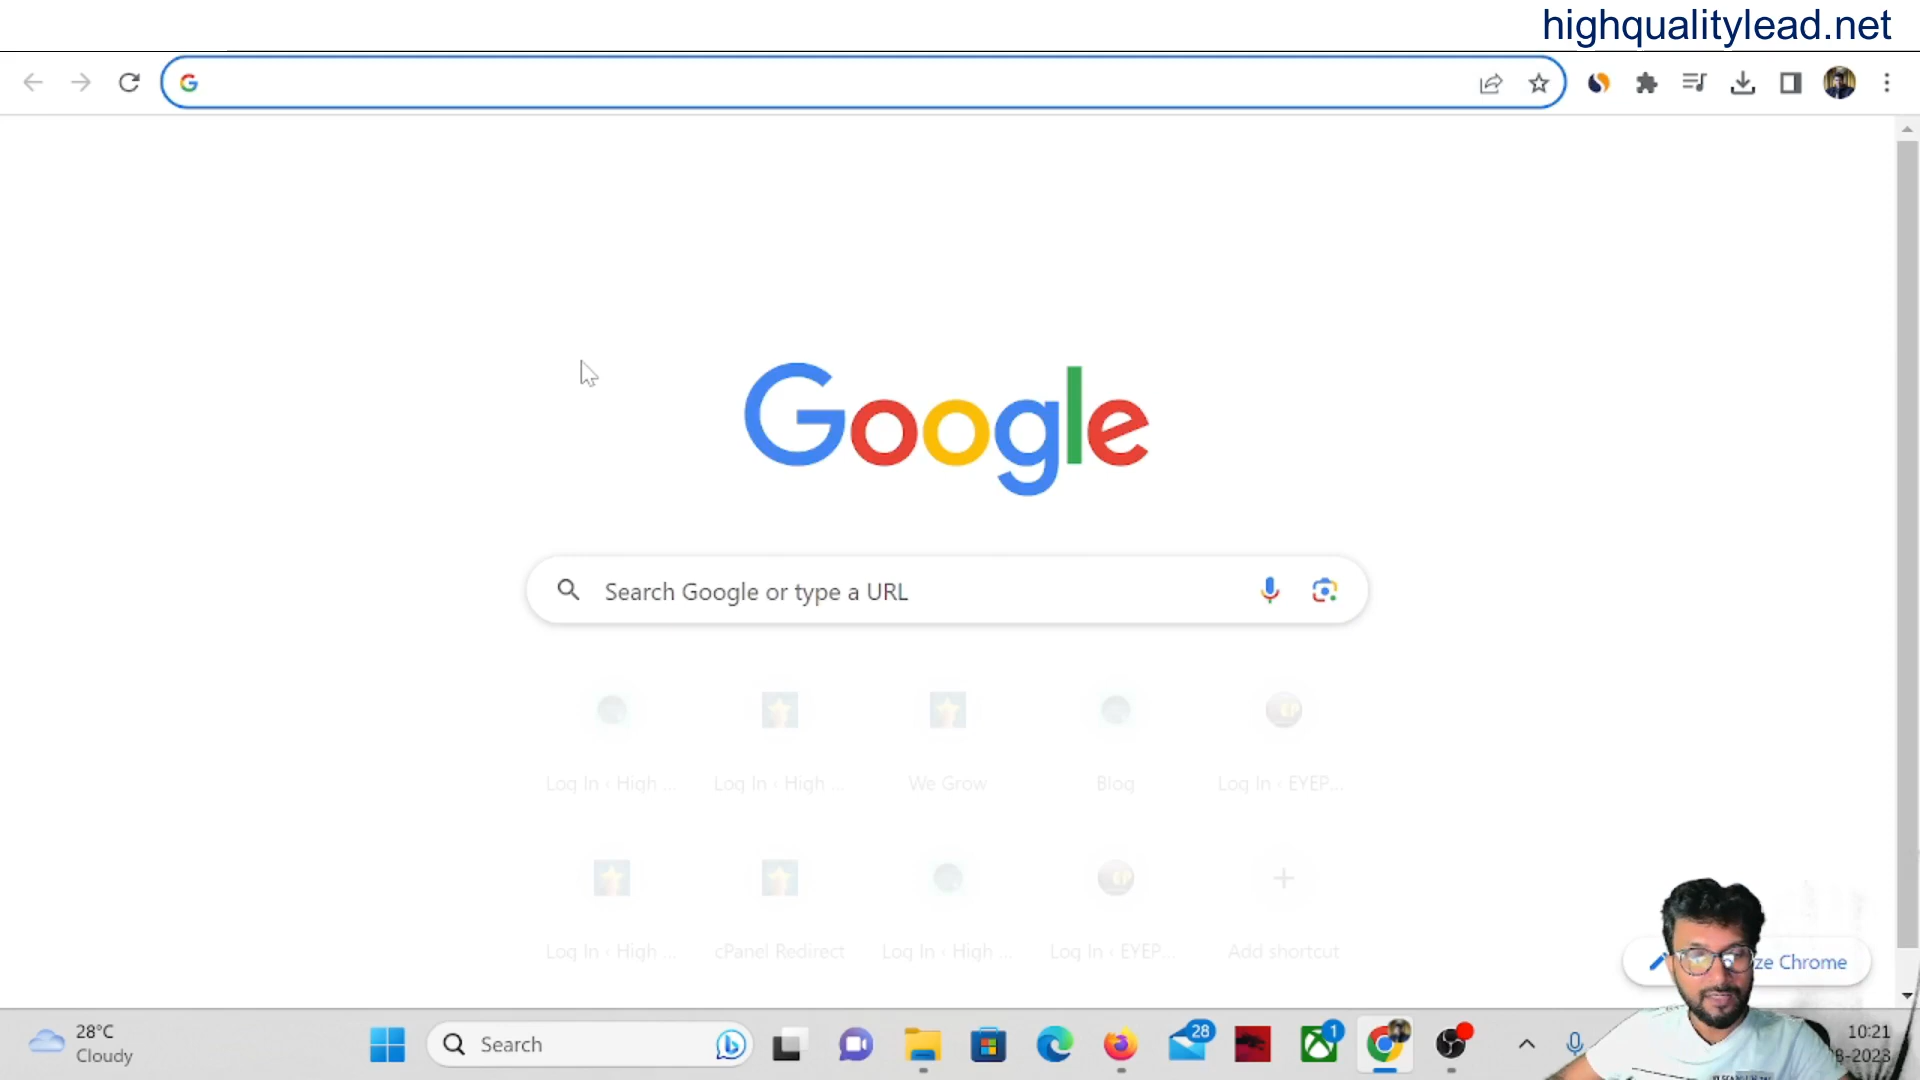 highqualitylead.net
Google
Search Google or type a URL
Log In ‹ High ...
Log In ‹ High ...
We Grow
Blog
Log In ‹ EYEP...
Log In ‹ High ...
cPanel Redirect
Log In ‹ High ...
Log In ‹ EYEP...
Add shortcut
ze Chrome
28°C
Cloudy
Search
28
1
10:21
-2023